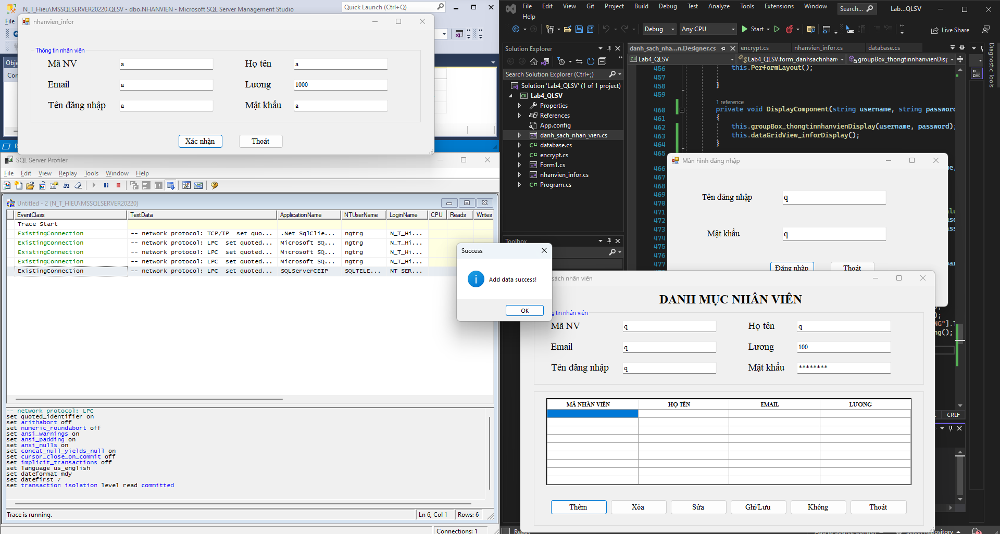 N_T_Hieu\MSSQLSERVER20220.QLSV - dbo.NHANVIEN - Microsoft SQL Server Management Studio
Quick Launch (Ctrl+Q)
File
nhanvien_infor
Thông tin nhân viên
Mã NV a Họ tên a
Email a Lương 1000
Tên đăng nhập a Mật khẩu a
Xác nhận Thoát
SQL Server Profiler
File Edit View Replay Tools Window Help
Untitled - 2 (N_T_HIEU\MSSQLSERVER20220)
EventClass TextData ApplicationName NTUserName LoginName CPU Reads Writes
Trace Start
ExistingConnection -- network protocol: TCP/IP set quo... .Net SqlClie... ngtrg N_T_Hi...
ExistingConnection -- network protocol: LPC set quoted... Microsoft SQ... ngtrg N_T_Hi...
ExistingConnection -- network protocol: LPC set quoted... Microsoft SQ... ngtrg N_T_Hi...
ExistingConnection -- network protocol: LPC set quoted... Microsoft SQ... ngtrg N_T_Hi...
ExistingConnection -- network protocol: LPC set quoted... SQLServerCEIP SQLTELE... NT SER...
-- network protocol: LPC
set quoted_identifier on
set arithabort off
set numeric_roundabort off
set ansi_warnings on
set ansi_padding on
set ansi_nulls on
set concat_null_yields_null on
set cursor_close_on_commit off
set implicit_transactions off
set language us_english
set dateformat mdy
set datefirst 7
set transaction isolation level read committed
Trace is running. Ln 6, Col 1 Rows: 6
Connections: 1
Success
Add data success!
OK
File Edit View Git Project Build Debug Test Analyze Tools Extensions Window Search... Lab...QLSV
Help
Debug Any CPU Start Live Share
Solution Explorer
Search Solution Explorer (Ctrl+;)
Solution 'Lab4_QLSV' (1 of 1 project)
Lab4_QLSV
Properties
References
App.config
danh_sach_nhan_vien.cs
database.cs
encrypt.cs
Form1.cs
nhanvien_infor.cs
Program.cs
Toolbox
danh_sach_nha...n.Designer.cs encrypt.cs nhanvien_infor.cs database.cs
Lab4_QLSV Lab4_QLSV.form_danhsachnhanv groupBox_thongtinnhanvienDisp
Diagnostic Tools
456 this.PerformLayout();
457
458 }
459
1 reference
460 private void DisplayComponent(string username, string password
461 {
462 this.groupBox_thongtinnhanvienDisplay(username, password);
463 this.dataGridView_inforDisplay();
464 }
465
466
467
468
469
470
471
472
473
474
475
476
477
Màn hình đăng nhập
Tên đăng nhập q
Mật khẩu q
Đăng nhập Thoát
sách nhân viên
DANH MỤC NHÂN VIÊN
g tin nhân viên
Mã NV q Họ tên q
Email q Lương 100
Tên đăng nhập q Mật khẩu ********
MÃ NHÂN VIÊN HỌ TÊN EMAIL LƯƠNG
Thêm Xóa Sửa Ghi/Lưu Không Thoát
CRLF